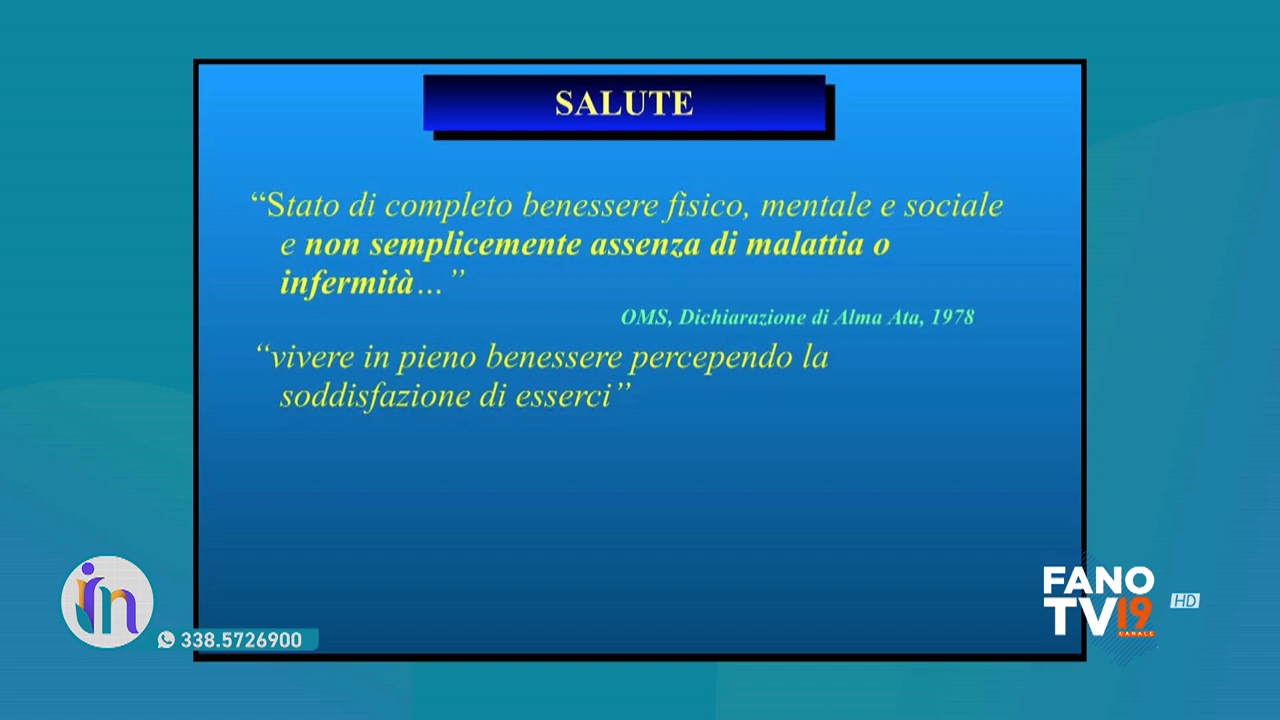 SALUTE
“Stato di completo benessere fisico, mentale e sociale
e non semplicemente assenza di malattia o
infermità…”
OMS, Dichiarazione di Alma Ata, 1978
“vivere in pieno benessere percependo la
soddisfazione di esserci”
in
338.5726900
FANO
TV19
CANALE
HD